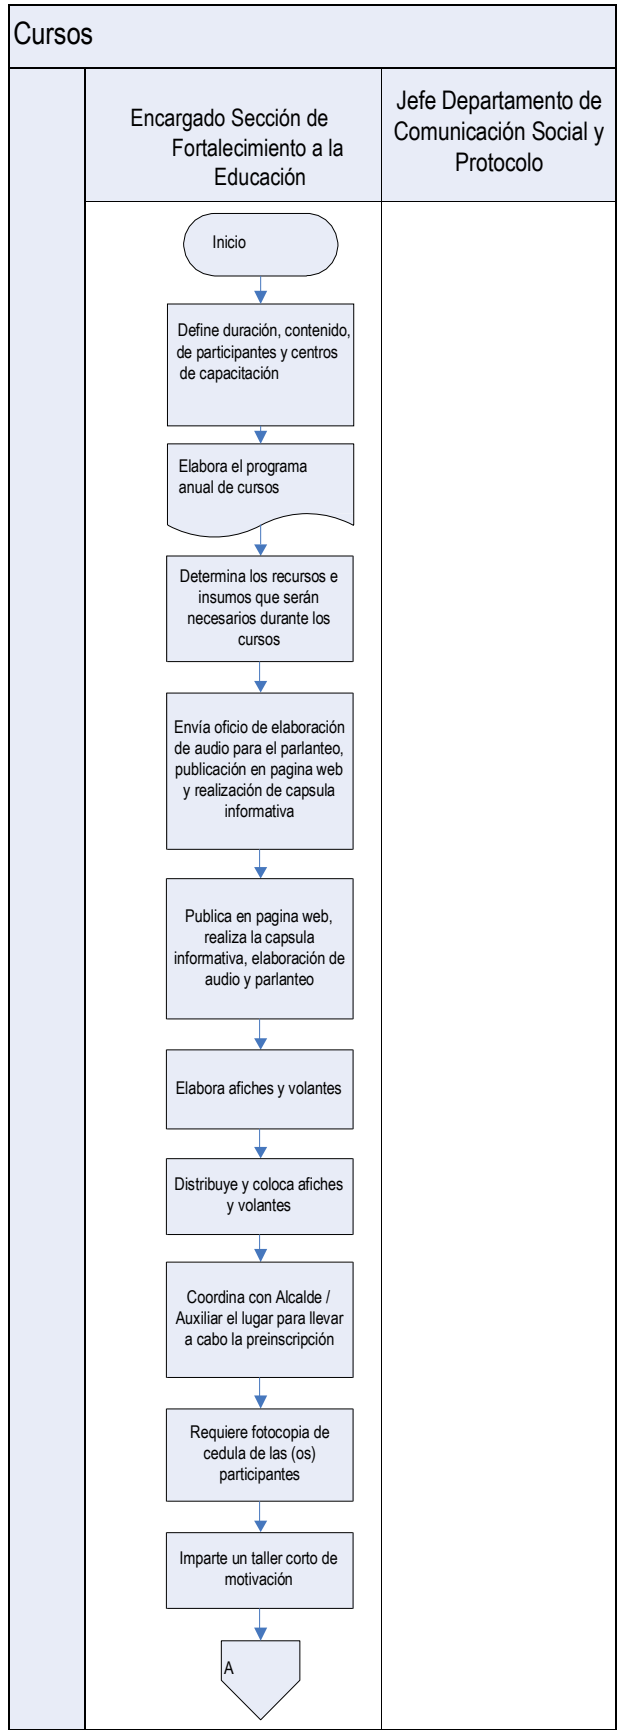 Cursos
Encargado Sección de
Fortalecimiento a la
Educación
Jefe Departamento de
Comunicación Social y
Protocolo
Inicio
Define duración, contenido,
de participantes y centros
de capacitación
Elabora el programa
anual de cursos
Determina los recursos e
insumos que serán
necesarios durante los
cursos
Envía oficio de elaboración
de audio para el parlanteo,
publicación en pagina web
y realización de capsula
informativa
Publica en pagina web,
realiza la capsula
informativa, elaboración de
audio y parlanteo
Elabora afiches y volantes
Distribuye y coloca afiches
y volantes
Coordina con Alcalde /
Auxiliar el lugar para llevar
a cabo la preinscripción
Requiere fotocopia de
cedula de las (os)
participantes
Imparte un taller corto de
motivación
A